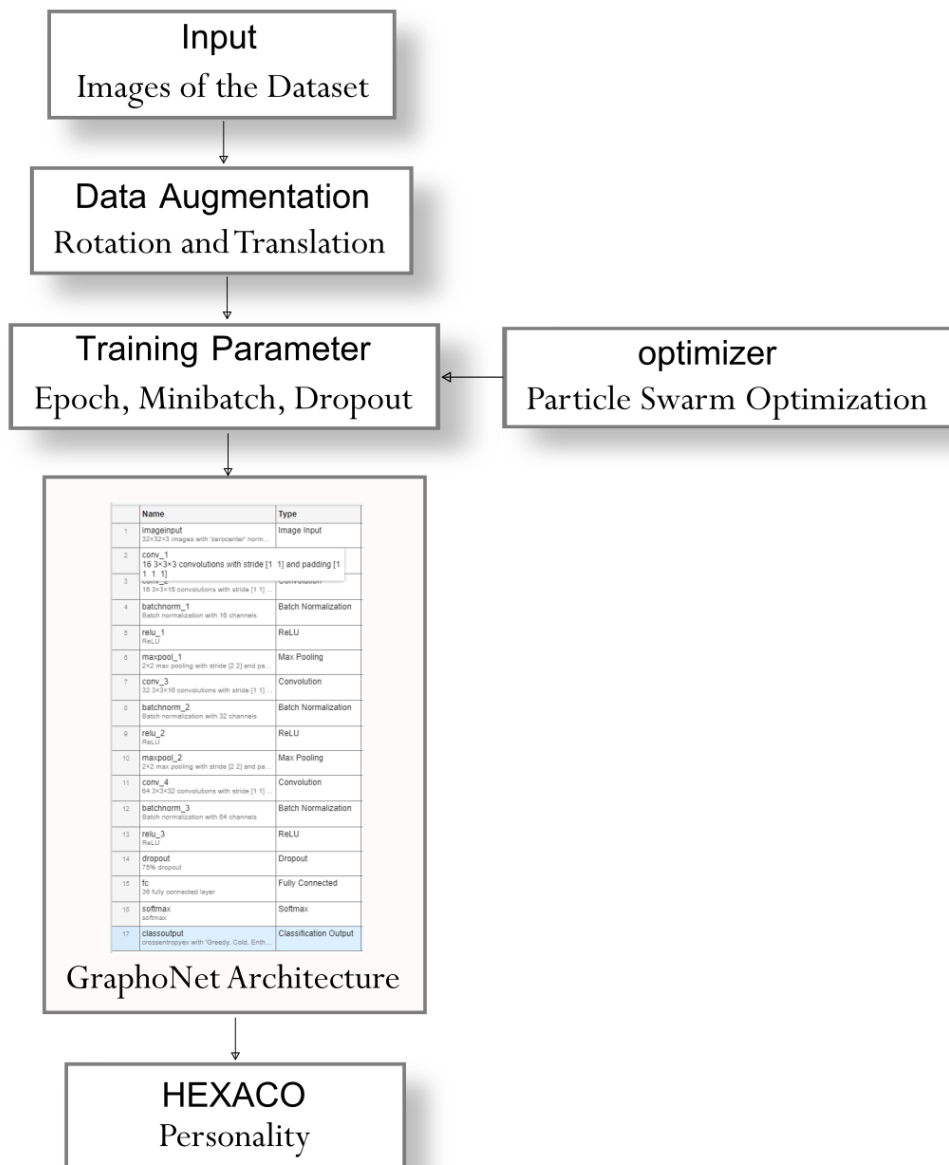 Input
Images of the Dataset
Data Augmentation
Rotation and Translation
Training Parameter
Epoch, Minibatch, Dropout
optimizer
Particle Swarm Optimization
Name Type
1 imageinput Image Input
32×32×3 images with 'zerocenter' norm...
2 conv_1
16 3×3×3 convolutions with stride [1 1] and padding [1
1 1 1]
3 conv_2 Convolution
16 3×3×16 convolutions with stride [1 1] ...
4 batchnorm_1 Batch Normalization
Batch normalization with 16 channels
5 relu_1 ReLU
ReLU
6 maxpool_1 Max Pooling
2×2 max pooling with stride [2 2] and pa...
7 conv_3 Convolution
32 3×3×16 convolutions with stride [1 1] ...
8 batchnorm_2 Batch Normalization
Batch normalization with 32 channels
9 relu_2 ReLU
ReLU
10 maxpool_2 Max Pooling
2×2 max pooling with stride [2 2] and pa...
11 conv_4 Convolution
64 3×3×32 convolutions with stride [1 1] ...
12 batchnorm_3 Batch Normalization
Batch normalization with 64 channels
13 relu_3 ReLU
ReLU
14 dropout Dropout
75% dropout
15 fc Fully Connected
36 fully connected layer
16 softmax Softmax
softmax
17 classoutput Classification Output
crossentropyex with 'Greedy, Cold, Enth...
GraphoNet Architecture
HEXACO
Personality